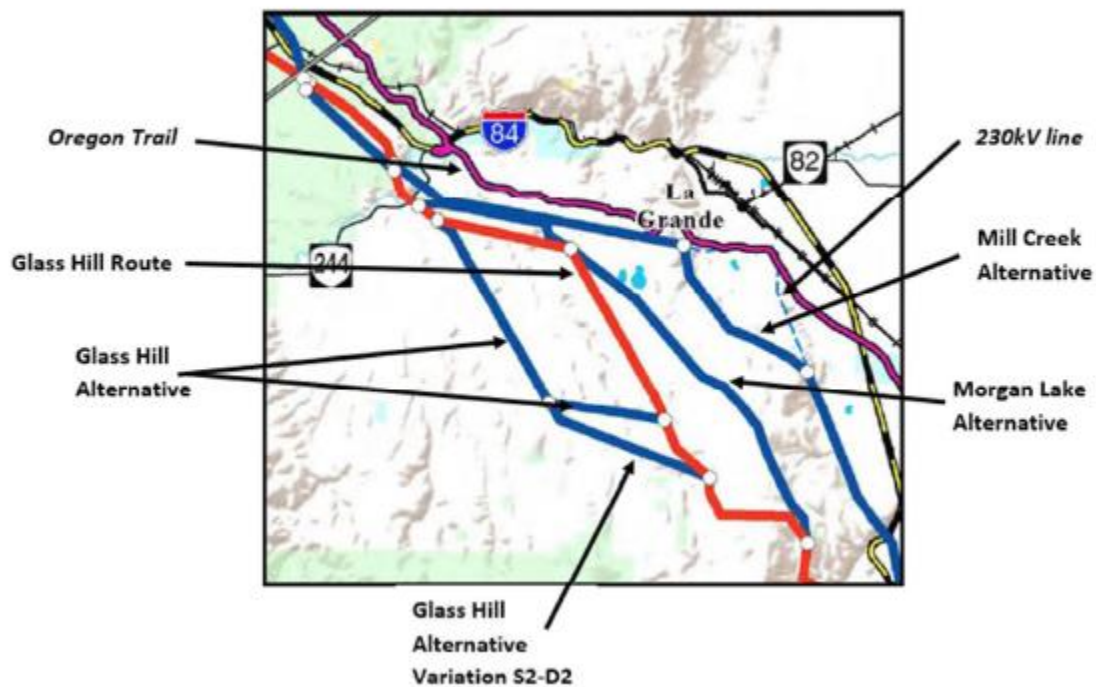 Oregon Trail
84
230kV line
82
La
Grande
Mill Creek
Alternative
Glass Hill Route
244
Glass Hill
Alternative
Morgan Lake
Alternative
Glass Hill
Alternative
Variation S2-D2